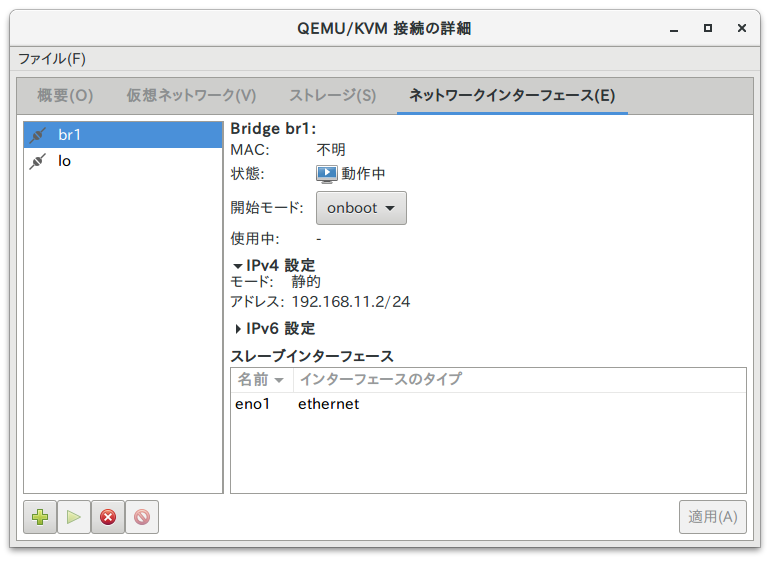 QEMU/KVM 接続の詳細
ファイル(F)
概要(O) 仮想ネットワーク(V) ストレージ(S) ネットワークインターフェース(E)
br1
lo
Bridge br1:
MAC: 不明
状態: 動作中
開始モード: onboot
使用中: -
IPv4 設定
モード: 静的
アドレス: 192.168.11.2/24
IPv6 設定
スレーブインターフェース
名前 インターフェースのタイプ
eno1 ethernet
適用(A)